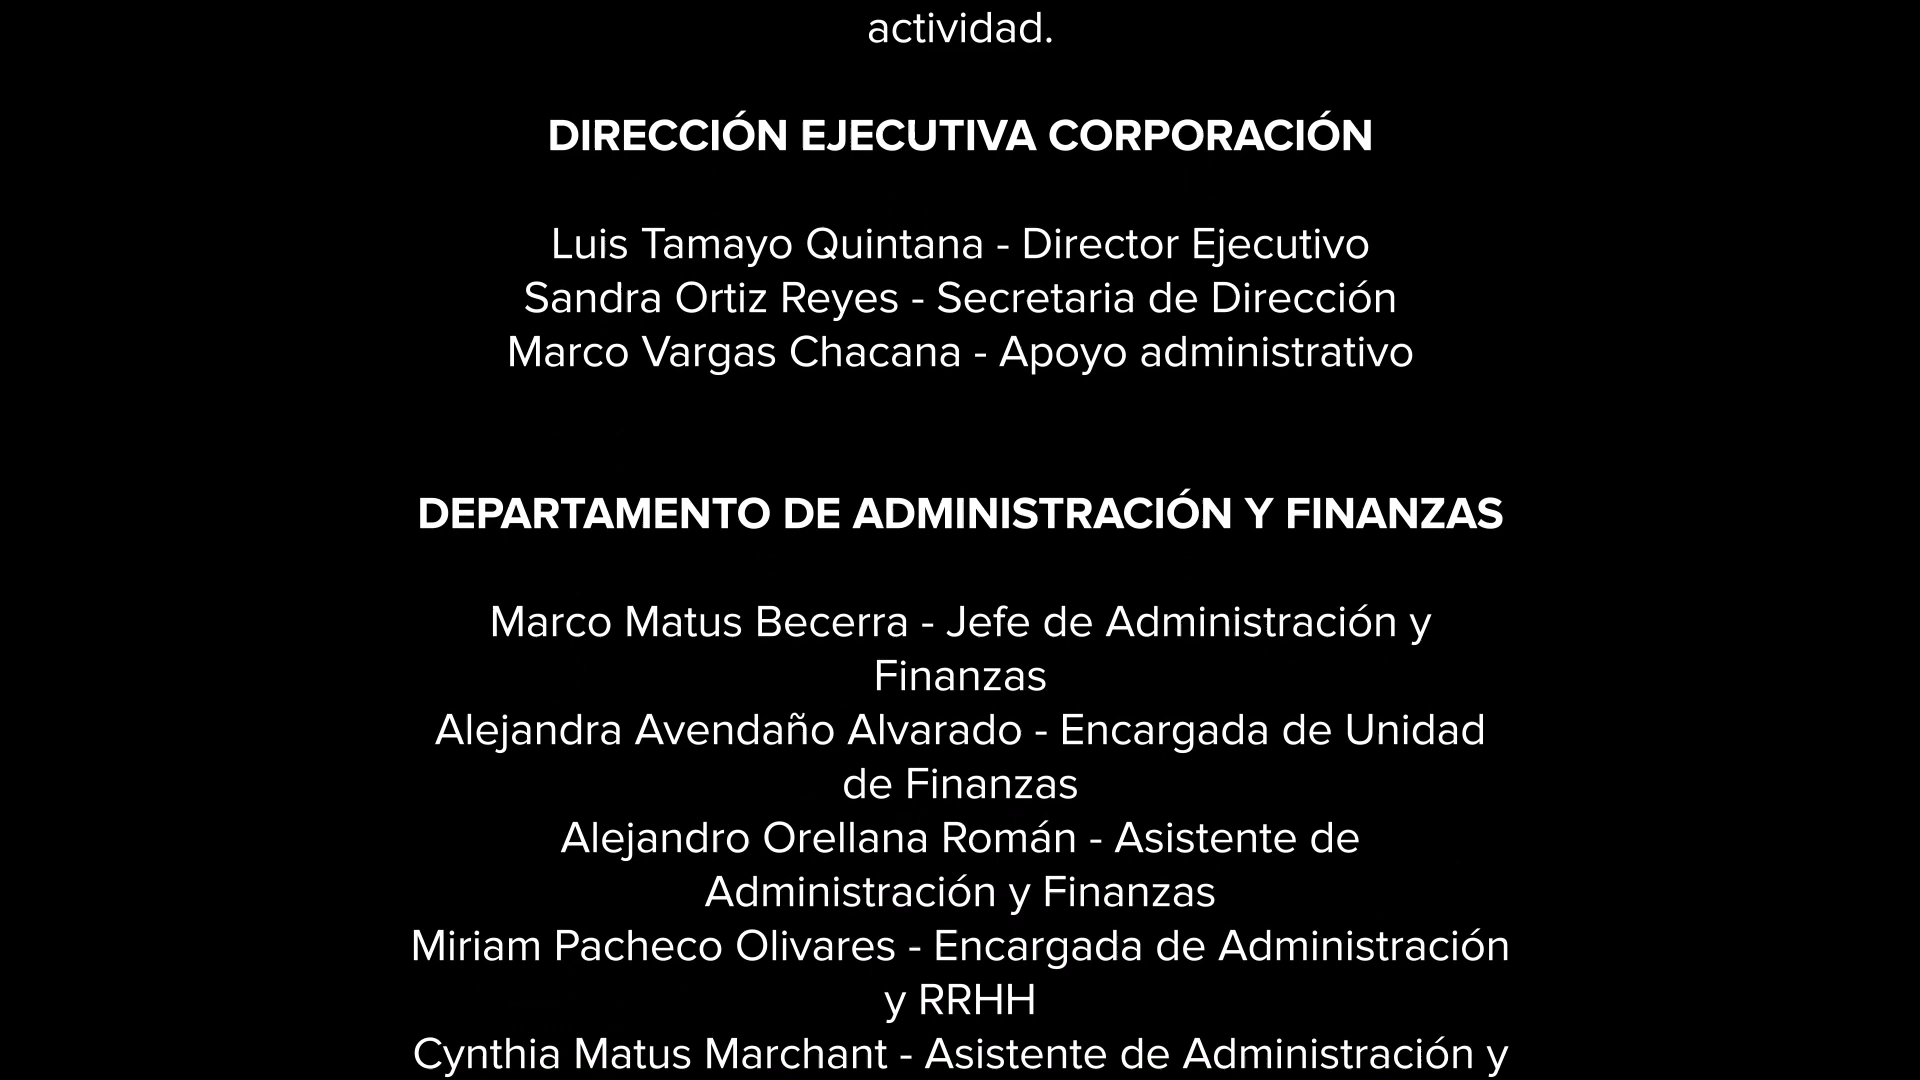 actividad.
DIRECCIÓN EJECUTIVA CORPORACIÓN
Luis Tamayo Quintana - Director Ejecutivo
Sandra Ortiz Reyes - Secretaria de Dirección
Marco Vargas Chacana - Apoyo administrativo
DEPARTAMENTO DE ADMINISTRACIÓN Y FINANZAS
Marco Matus Becerra - Jefe de Administración y
Finanzas
Alejandra Avendaño Alvarado - Encargada de Unidad
de Finanzas
Alejandro Orellana Román - Asistente de
Administración y Finanzas
Miriam Pacheco Olivares - Encargada de Administración
y RRHH
Cynthia Matus Marchant - Asistente de Administración y